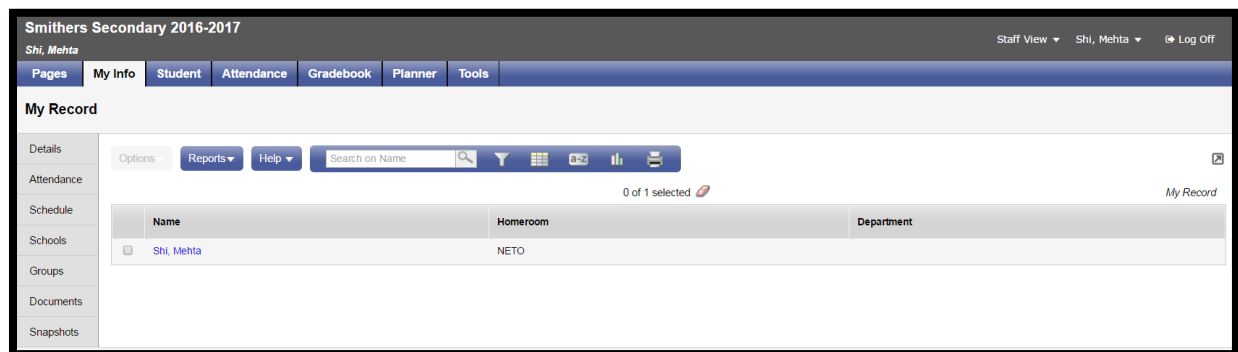 Smithers Secondary 2016-2017
Shi, Mehta
Staff View Shi, Mehta Log Off
Pages My Info Student Attendance Gradebook Planner Tools
My Record
Details
Attendance
Schedule
Schools
Groups
Documents
Snapshots
Options Reports Help Search on Name a-z
0 of 1 selected My Record
Name Homeroom Department
Shi, Mehta NETO